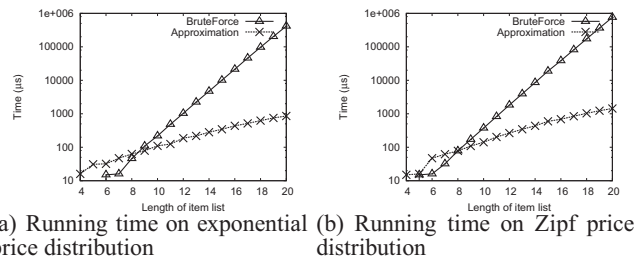 1e+006
100000
10000
1000
100
10
Time (µs)
BruteForce
Approximation
4 6 8 10 12 14 16 18 20
Length of item list
1e+006
100000
10000
1000
100
10
Time (µs)
BruteForce
Approximation
4 6 8 10 12 14 16 18 20
Length of item list
a) Running time on exponential
rice distribution
(b) Running time on Zipf price
distribution